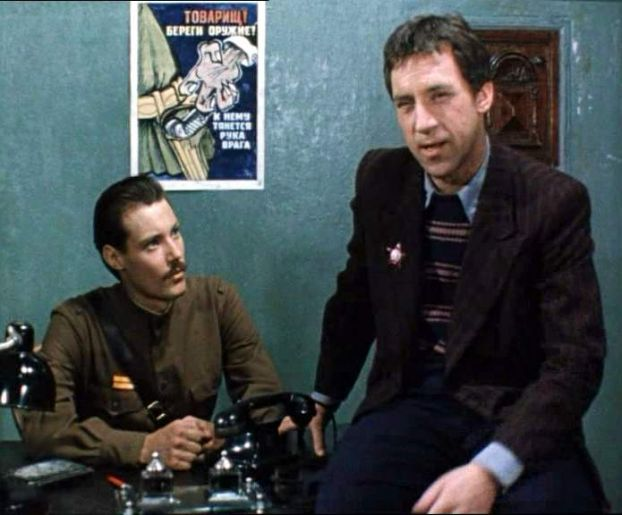 ТОВАРИЩ!
БЕРЕГИ ОРУЖИЕ!
К НЕМУ
ТЯНЕТСЯ
РУКА
ВРАГА